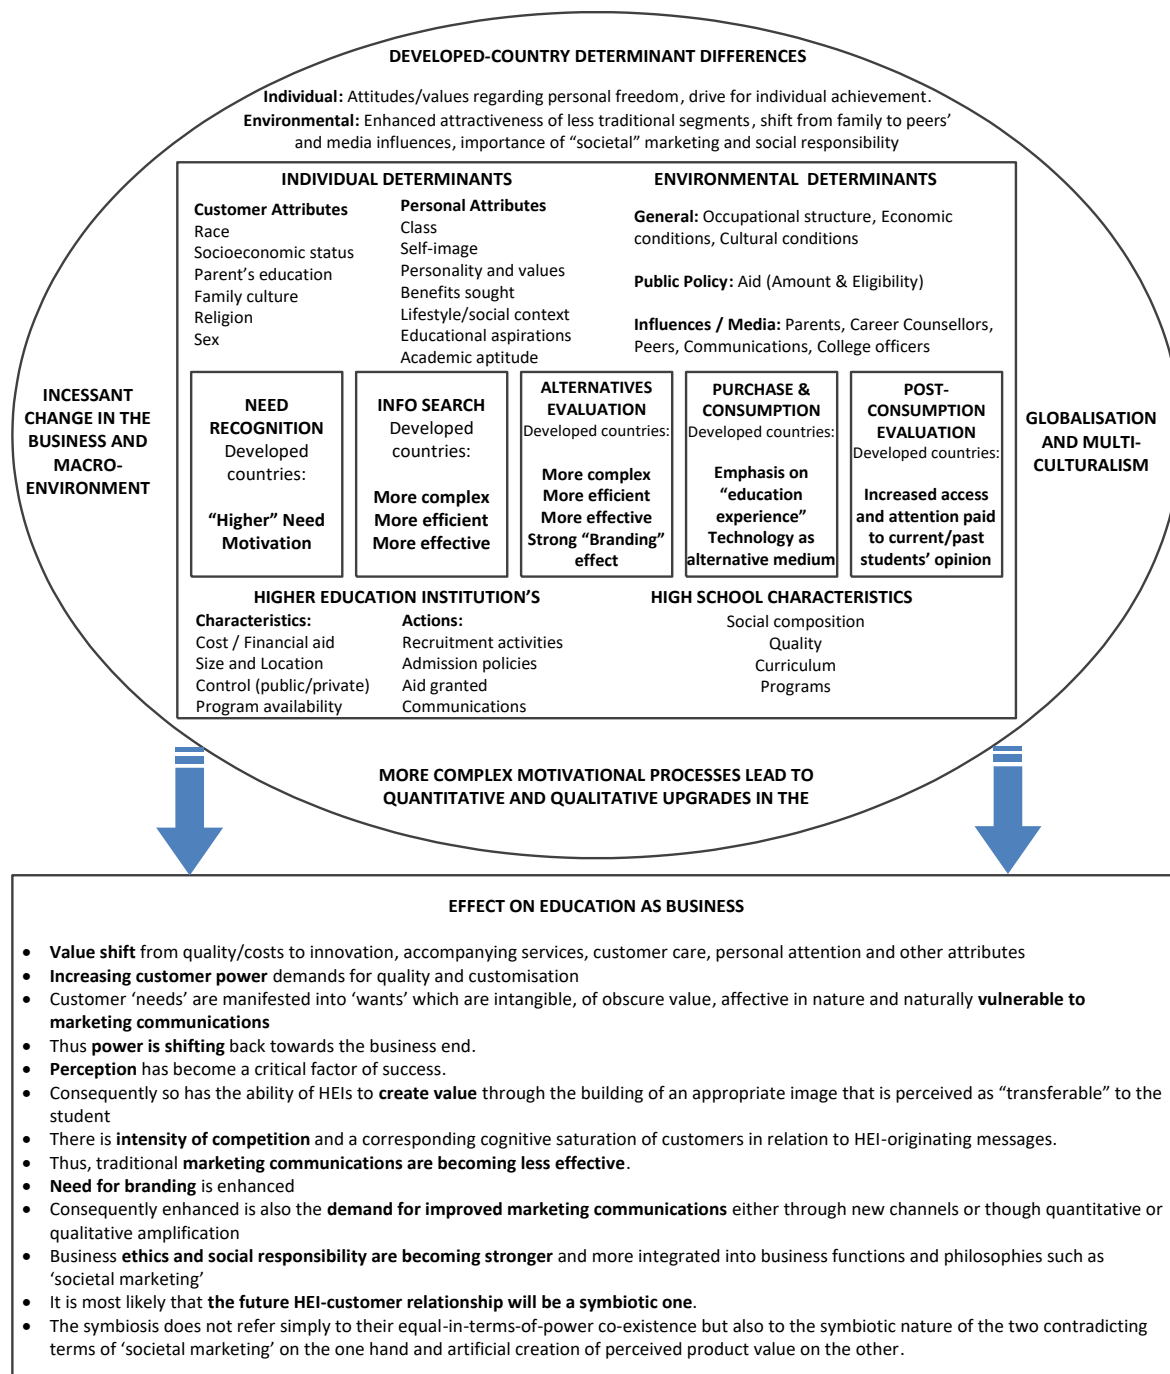 DEVELOPED-COUNTRY DETERMINANT DIFFERENCES
Individual: Attitudes/values regarding personal freedom, drive for individual achievement.
Environmental: Enhanced attractiveness of less traditional segments, shift from family to peers’
and media influences, importance of “societal” marketing and social responsibility
INDIVIDUAL DETERMINANTS
Customer Attributes
Race
Socioeconomic status
Parent’s education
Family culture
Religion
Sex
Personal Attributes
Class
Self-image
Personality and values
Benefits sought
Lifestyle/social context
Educational aspirations
Academic aptitude
ENVIRONMENTAL DETERMINANTS
General: Occupational structure, Economic
conditions, Cultural conditions
Public Policy: Aid (Amount & Eligibility)
Influences / Media: Parents, Career Counsellors,
Peers, Communications, College officers
INCESSANT
CHANGE IN THE
BUSINESS AND
MACRO-
ENVIRONMENT
NEED
RECOGNITION
Developed
countries:
“Higher” Need
Motivation
INFO SEARCH
Developed
countries:
More complex
More efficient
More effective
ALTERNATIVES
EVALUATION
Developed countries:
More complex
More efficient
More effective
Strong “Branding”
effect
PURCHASE &
CONSUMPTION
Developed countries:
Emphasis on
“education
experience”
Technology as
alternative medium
POST-
CONSUMPTION
EVALUATION
Developed countries:
Increased access
and attention paid
to current/past
students’ opinion
GLOBALISATION
AND MULTI-
CULTURALISM
HIGHER EDUCATION INSTITUTION’S
Characteristics:
Cost / Financial aid
Size and Location
Control (public/private)
Program availability
Actions:
Recruitment activities
Admission policies
Aid granted
Communications
HIGH SCHOOL CHARACTERISTICS
Social composition
Quality
Curriculum
Programs
MORE COMPLEX MOTIVATIONAL PROCESSES LEAD TO
QUANTITATIVE AND QUALITATIVE UPGRADES IN THE
EFFECT ON EDUCATION AS BUSINESS
• Value shift from quality/costs to innovation, accompanying services, customer care, personal attention and other attributes
• Increasing customer power demands for quality and customisation
• Customer ‘needs’ are manifested into ‘wants’ which are intangible, of obscure value, affective in nature and naturally vulnerable to
marketing communications
• Thus power is shifting back towards the business end.
• Perception has become a critical factor of success.
• Consequently so has the ability of HEIs to create value through the building of an appropriate image that is perceived as “transferable” to the
student
• There is intensity of competition and a corresponding cognitive saturation of customers in relation to HEI-originating messages.
• Thus, traditional marketing communications are becoming less effective.
• Need for branding is enhanced
• Consequently enhanced is also the demand for improved marketing communications either through new channels or though quantitative or
qualitative amplification
• Business ethics and social responsibility are becoming stronger and more integrated into business functions and philosophies such as
‘societal marketing’
• It is most likely that the future HEI-customer relationship will be a symbiotic one.
• The symbiosis does not refer simply to their equal-in-terms-of-power co-existence but also to the symbiotic nature of the two contradicting
terms of ‘societal marketing’ on the one hand and artificial creation of perceived product value on the other.